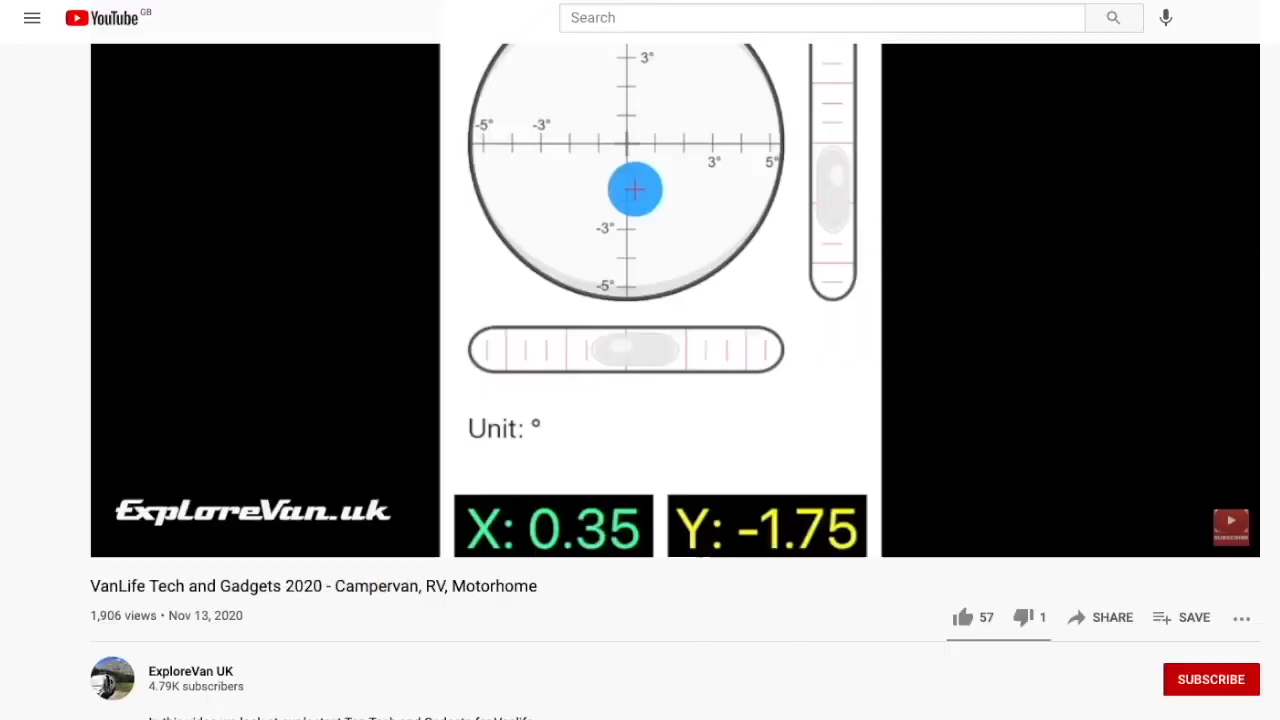 YouTube GB
Search
3°
-5° -3°
3° 5°
-3°
-5°
Unit: °
ExploreVan.uk
X: 0.35 Y: -1.75
SUBSCRIBE
VanLife Tech and Gadgets 2020 - Campervan, RV, Motorhome
1,906 views • Nov 13, 2020
57 1 SHARE SAVE
ExploreVan UK
4.79K subscribers
SUBSCRIBE